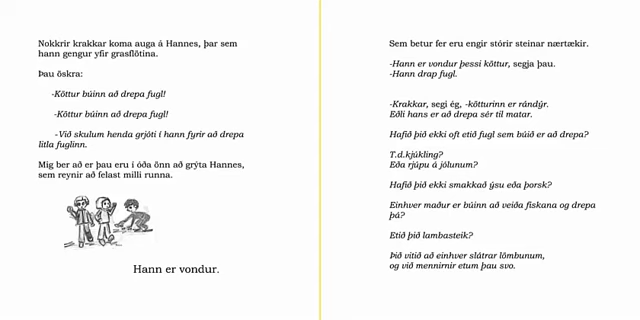 Nokkrir krakkar koma auga á Hannes, þar sem
hann gengur yfir grasflötina.
Þau öskra:
-Köttur búinn að drepa fugl!
-Köttur búinn að drepa fugl!
-Við skulum henda grjóti í hann fyrir að drepa
litla fuglinn.
Mig ber að er þau eru í óða önn að grýta Hannes,
sem reynir að felast milli runna.
Hann er vondur.
Sem betur fer eru engir stórir steinar nærtækir.
-Hann er vondur þessi köttur, segja þau.
-Hann drap fugl.
-Krakkar, segi ég, -kötturinn er rándýr.
Eðli hans er að drepa sér til matar.
Hafið þið ekki oft etið fugl sem búið er að drepa?
T.d.kjúkling?
Eða rjúpu á jólunum?
Hafið þið ekki smakkað ýsu eða þorsk?
Einhver maður er búinn að veiða fiskana og drepa
þá?
Etið þið lambasteik?
Þið vitið að einhver slátrar lömbunum,
og við mennirnir etum þau svo.